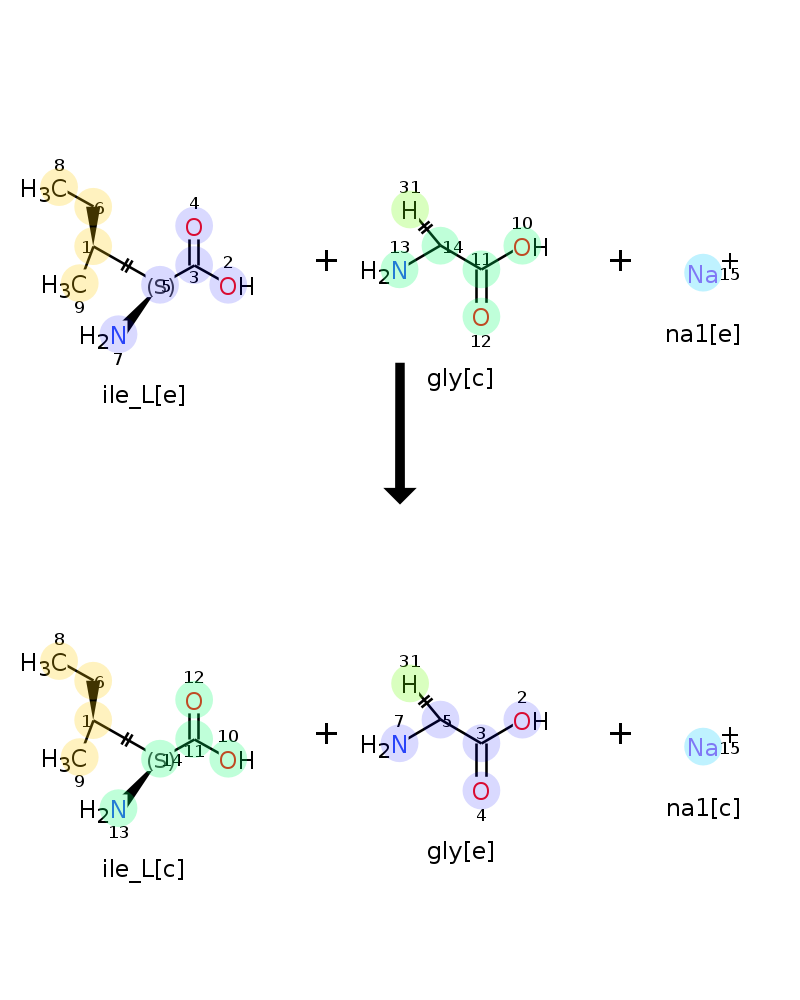 8
H3C 6
1
H3C
9
4
O
3
2
OH
(S) 5
H2N
7
ile_L[e]
+
31
H
13
H2N
14
11
10
OH
O
12
gly[c]
+
Na+
15
na1[e]
8
H3C 6
1
H3C
9
12
O
11
10
OH
(S) 14
H2N
13
ile_L[c]
+
31
H
7
H2N
5
3
2
OH
O
4
gly[e]
+
Na+
15
na1[c]